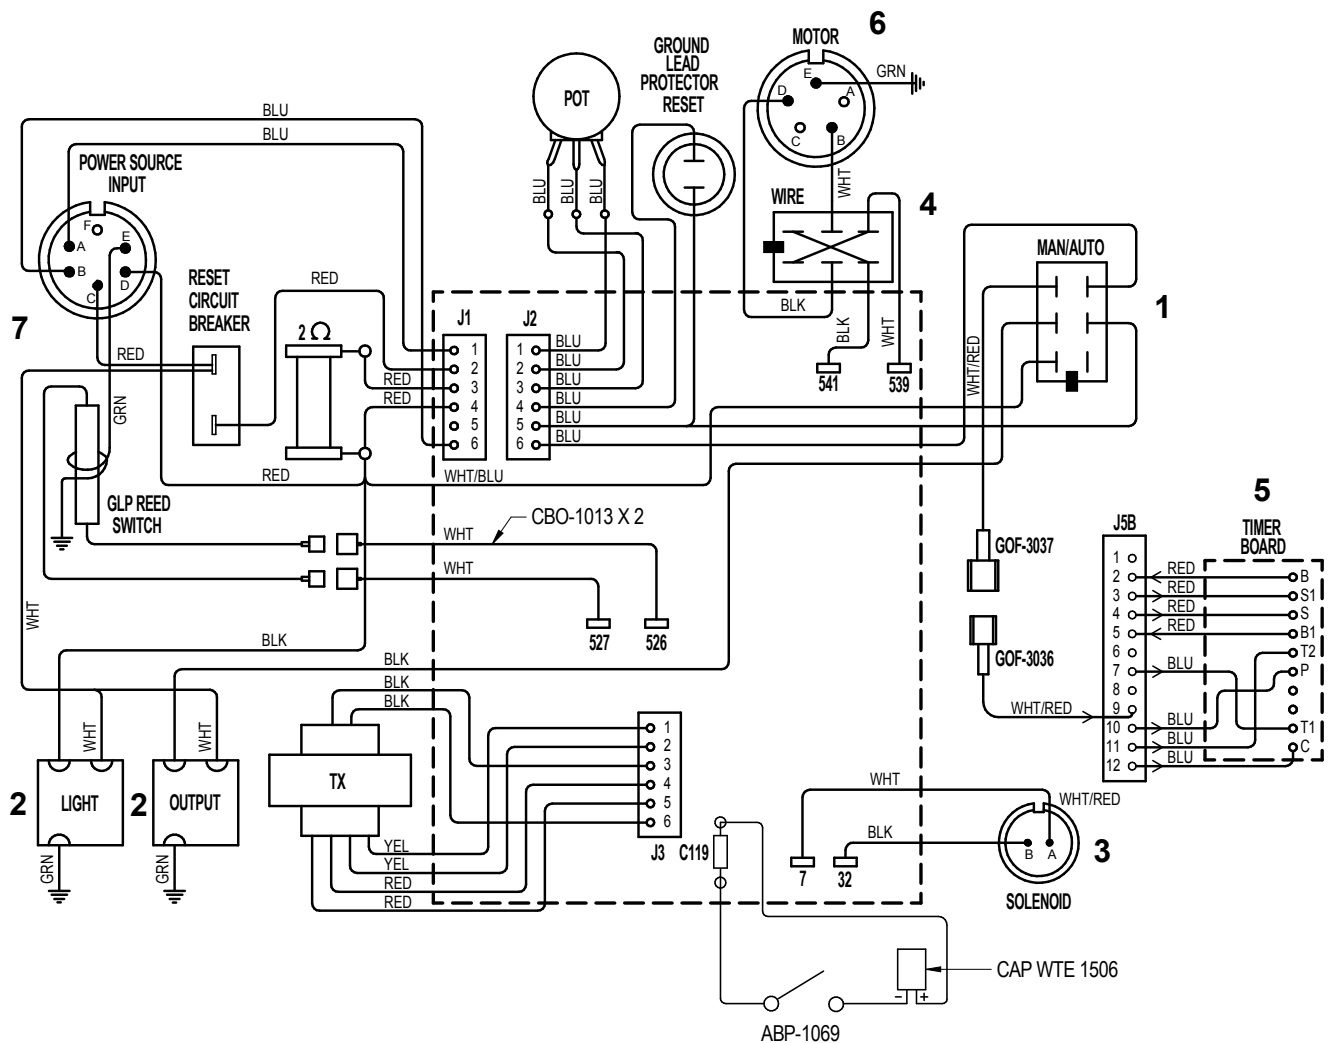 6
MOTOR
GROUND
LEAD
PROTECTOR
RESET
E
GRN
D
A
C
B
POT
BLU
BLU
POWER SOURCE
INPUT
F
A
E
B
D
C
7
RESET
CIRCUIT
BREAKER
RED
RED
GRN
2 Ω
BLU
BLU
BLU
WHT
WIRE
4
BLK
BLK
WHT
541
539
MAN/AUTO
1
WHT/RED
J1
J2
1
2
3
4
5
6
1
2
3
4
5
6
BLU
BLU
BLU
BLU
BLU
BLU
RED
RED
RED
WHT/BLU
GLP REED
SWITCH
CBO-1013 X 2
WHT
WHT
527
526
WHT
BLK
BLK
BLK
BLK
GOF-3037
GOF-3036
WHT/RED
J5B
1
2
3
4
5
6
7
8
9
10
11
12
5
TIMER
BOARD
RED
RED
RED
RED
BLU
BLU
BLU
BLU
B
S1
S
B1
T2
P
T1
C
WHT
WHT
2
LIGHT
2
OUTPUT
GRN
GRN
TX
YEL
YEL
RED
RED
1
2
3
4
5
6
J3
C119
WHT
WHT/RED
BLK
7
32
B
A
3
SOLENOID
CAP WTE 1506
- +
ABP-1069